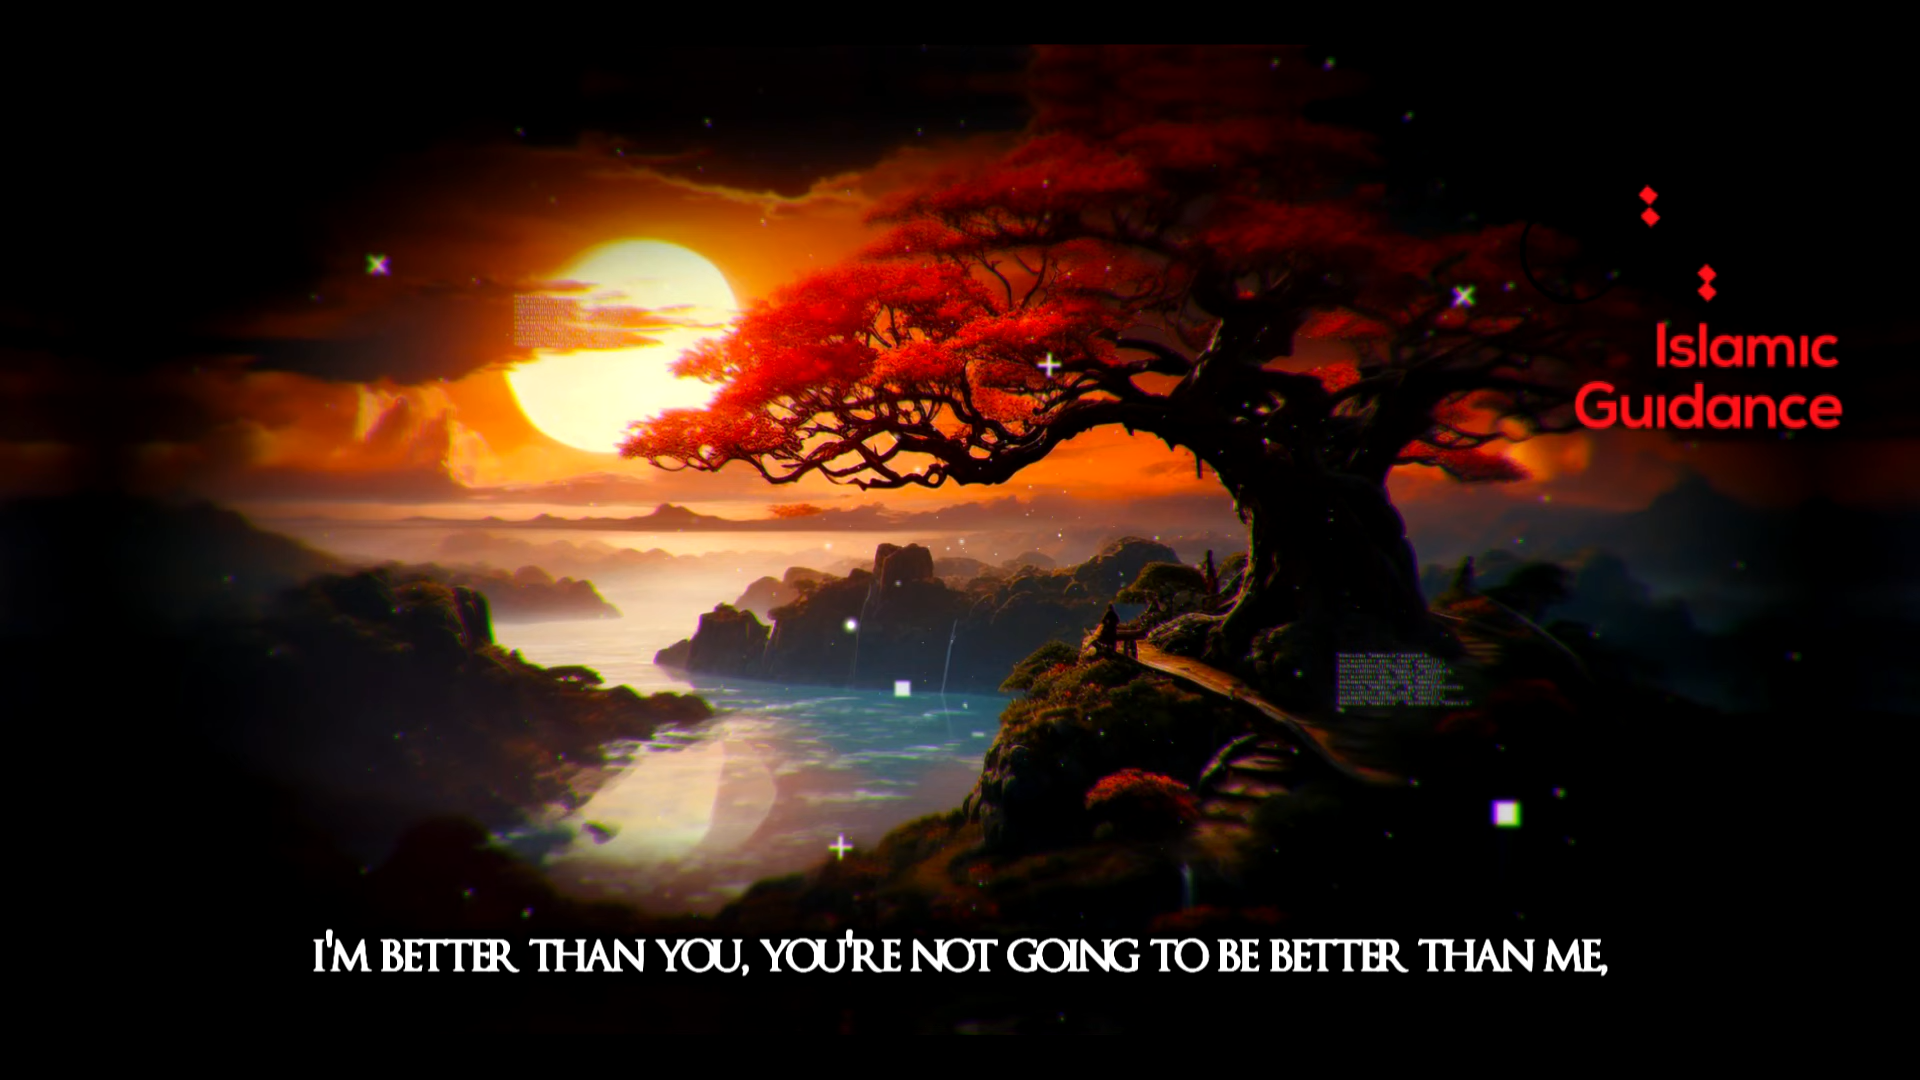 Islamic
Guidance
I'M BETTER THAN YOU, YOU'RE NOT GOING TO BE BETTER THAN ME,